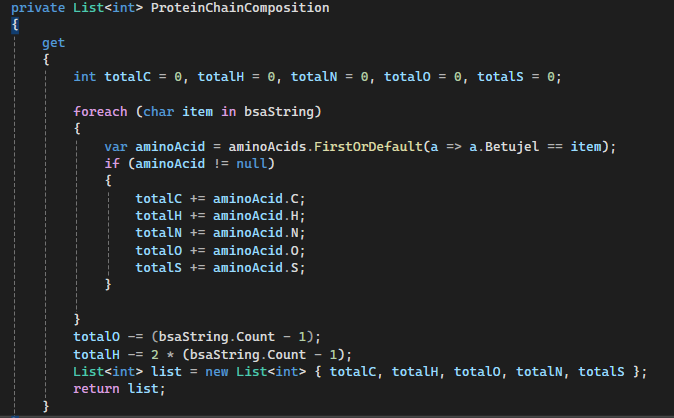 private List<int> ProteinChainComposition
{
get
{
int totalC = 0, totalH = 0, totalN = 0, totalO = 0, totalS = 0;
foreach (char item in bsaString)
{
var aminoAcid = aminoAcids.FirstOrDefault(a => a.Betujel == item);
if (aminoAcid != null)
{
totalC += aminoAcid.C;
totalH += aminoAcid.H;
totalN += aminoAcid.N;
totalO += aminoAcid.O;
totalS += aminoAcid.S;
}
}
totalO -= (bsaString.Count - 1);
totalH -= 2 * (bsaString.Count - 1);
List<int> list = new List<int> { totalC, totalH, totalO, totalN, totalS };
return list;
}